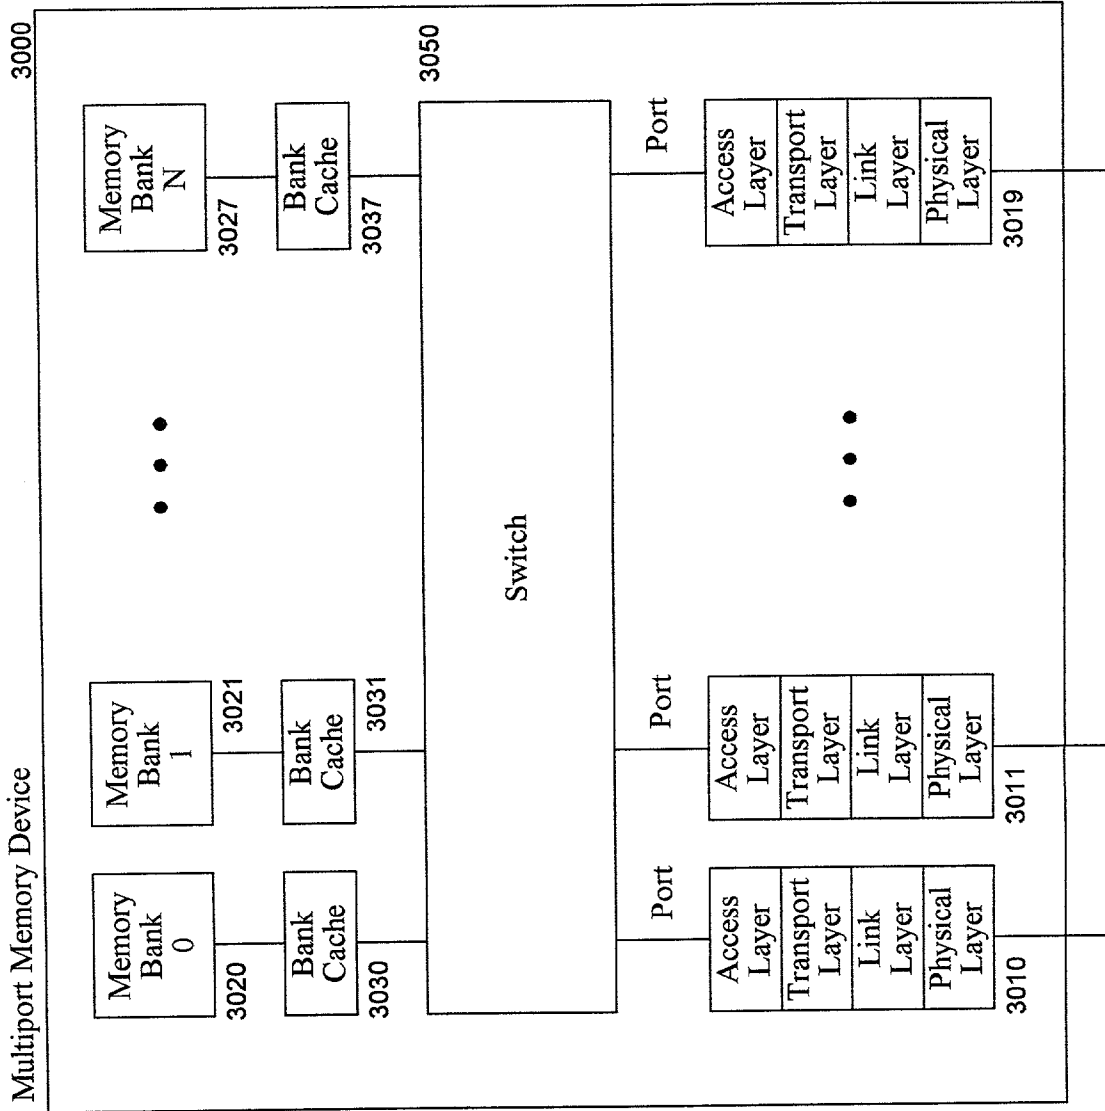 Multiport Memory Device
3000
Memory
Bank
0
3020
Memory
Bank
1
3021
Memory
Bank
N
3027
Bank
Cache
3030
Bank
Cache
3031
Bank
Cache
3037
3050
Switch
Port
Port
Port
Access
Layer
Transport
Layer
Link
Layer
Physical
Layer
3010
Access
Layer
Transport
Layer
Link
Layer
Physical
Layer
3011
Access
Layer
Transport
Layer
Link
Layer
Physical
Layer
3019